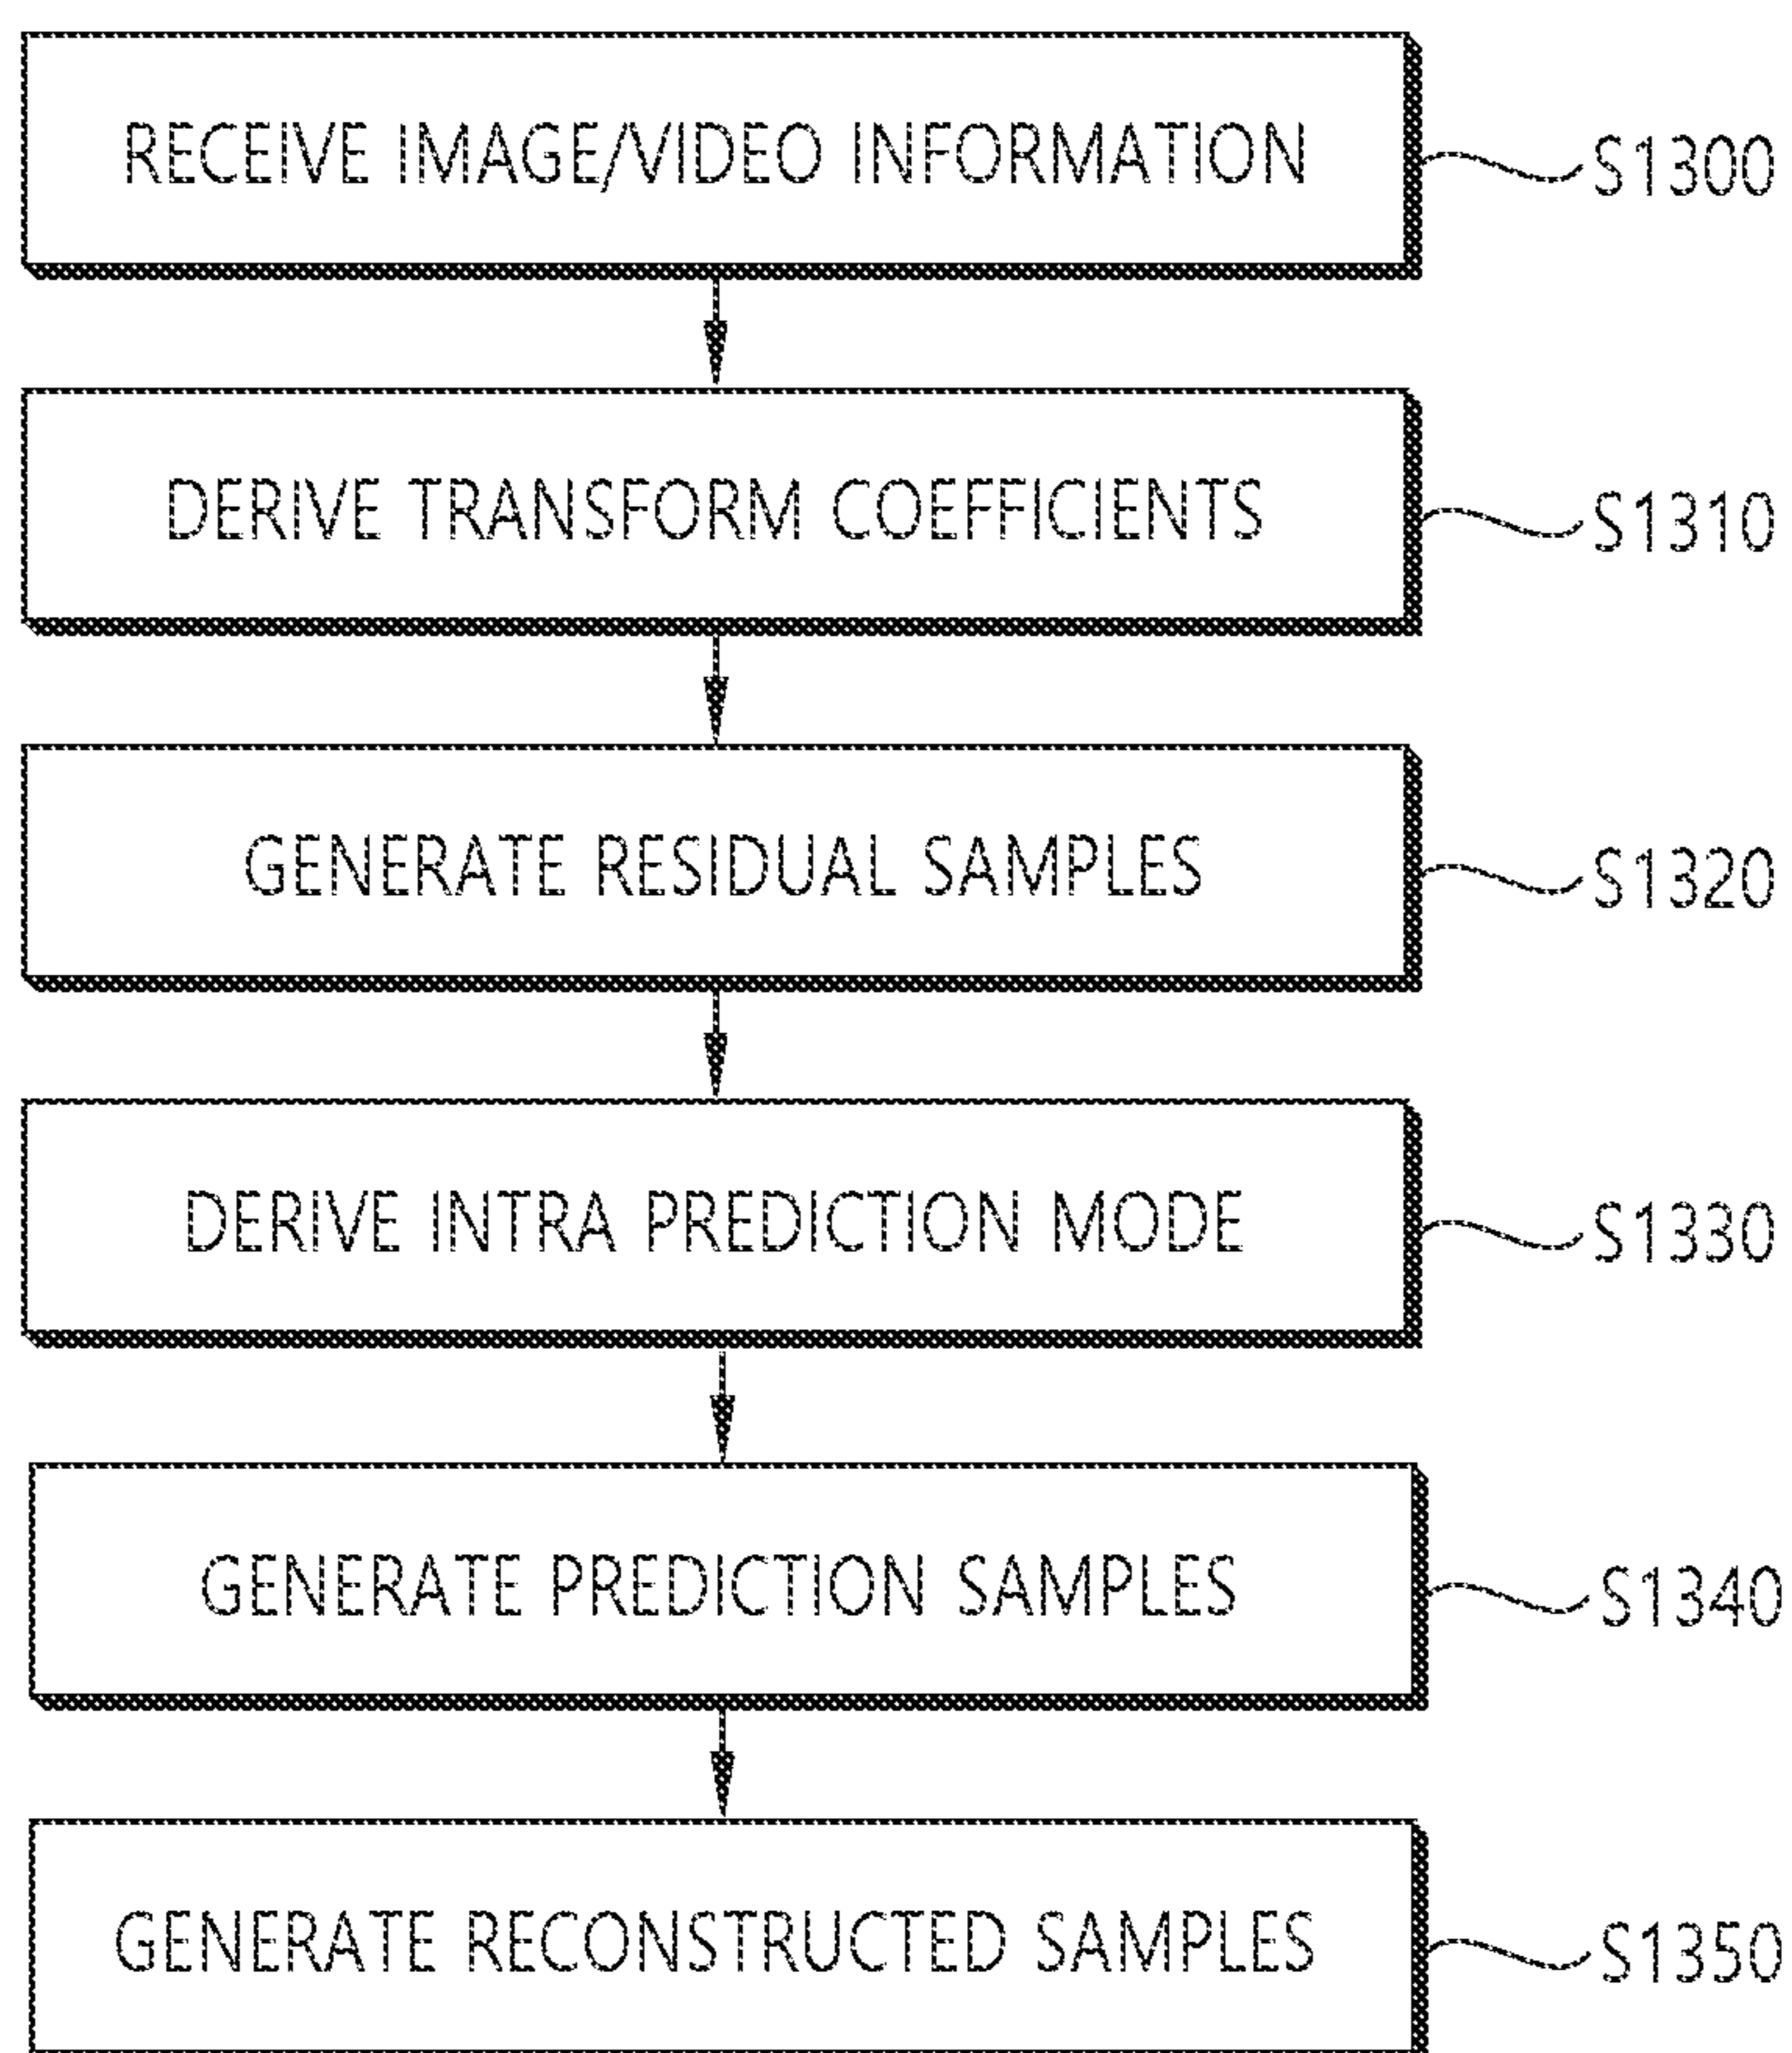 RECEIVE IMAGE/VIDEO INFORMATION
S1300
DERIVE TRANSFORM COEFFICIENTS
S1310
GENERATE RESIDUAL SAMPLES
S1320
DERIVE INTRA PREDICTION MODE
S1330
GENERATE PREDICTION SAMPLES
S1340
GENERATE RECONSTRUCTED SAMPLES
S1350